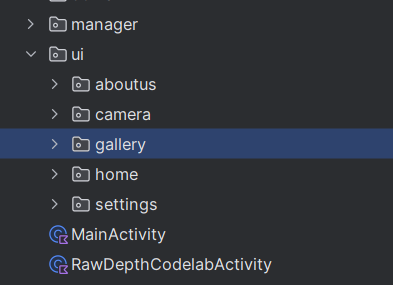 manager
ui
aboutus
camera
gallery
home
settings
MainActivity
RawDepthCodelabActivity